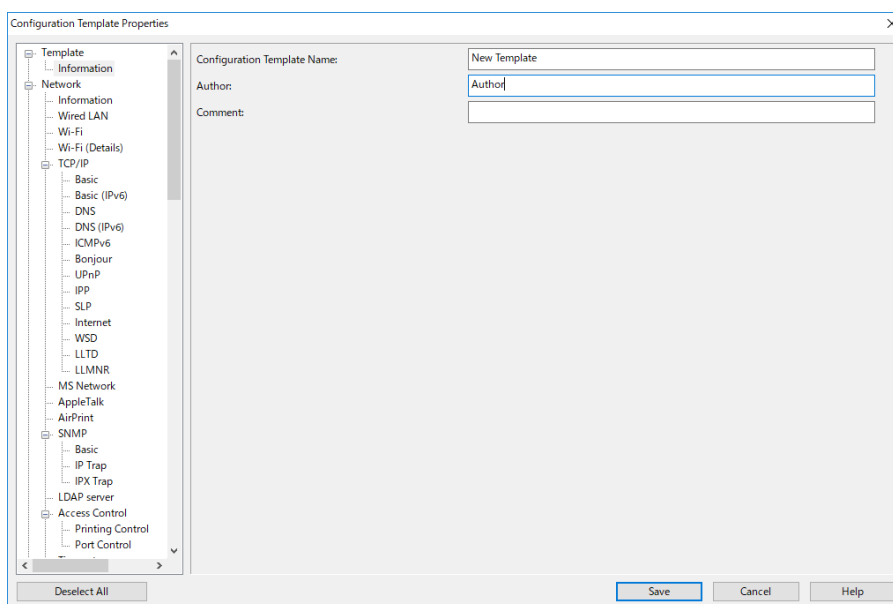 Configuration Template Properties
Template
Information
Network
Information
Wired LAN
Wi-Fi
Wi-Fi (Details)
TCP/IP
Basic
Basic (IPv6)
DNS
DNS (IPv6)
ICMPv6
Bonjour
UPnP
IPP
SLP
Internet
WSD
LLTD
LLMNR
MS Network
AppleTalk
AirPrint
SNMP
Basic
IP Trap
IPX Trap
LDAP server
Access Control
Printing Control
Port Control
Configuration Template Name:
New Template
Author:
Author
Comment:
Deselect All
Save
Cancel
Help